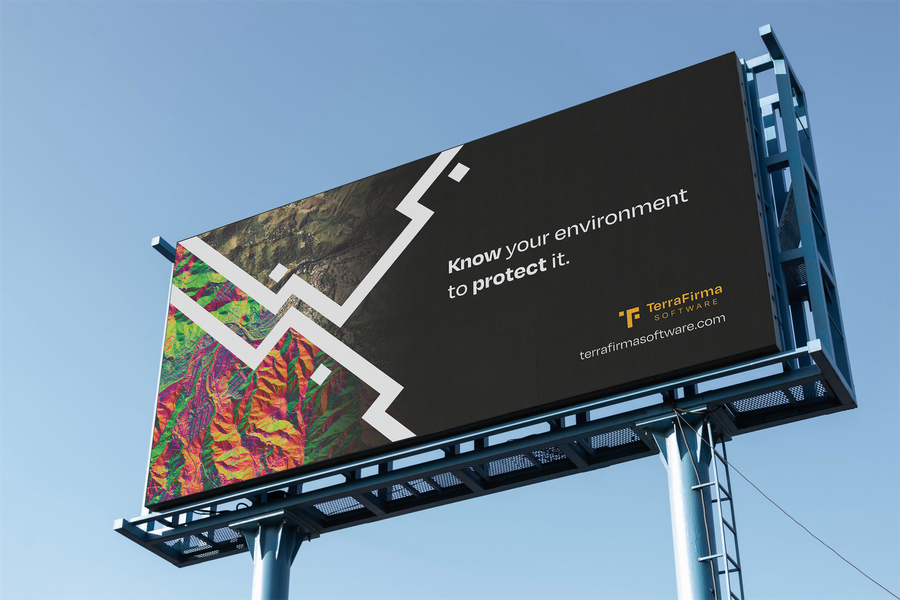 Know your environment
to protect it.
TerraFirma
SOFTWARE
terrafirmasoftware.com